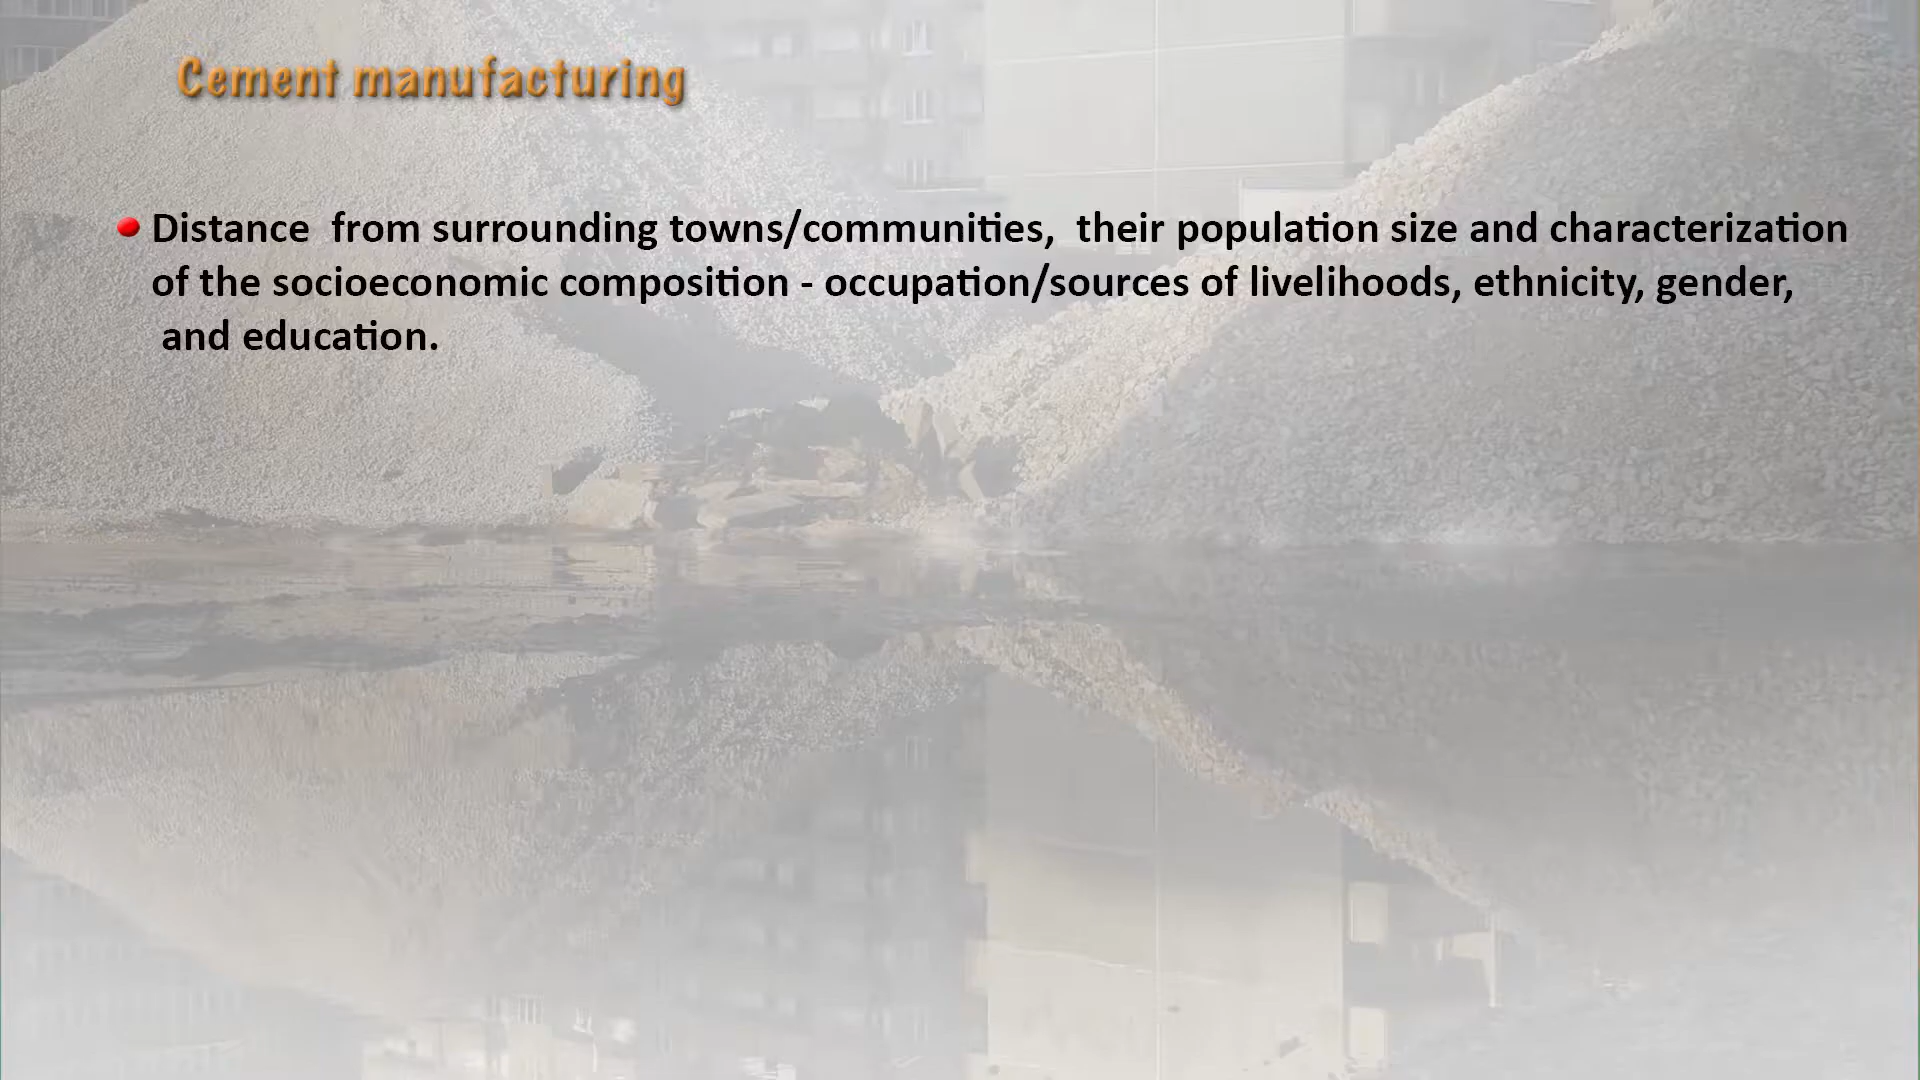 Cement manufacturing
Distance from surrounding towns/communities, their population size and characterization
of the socioeconomic composition - occupation/sources of livelihoods, ethnicity, gender,
and education.